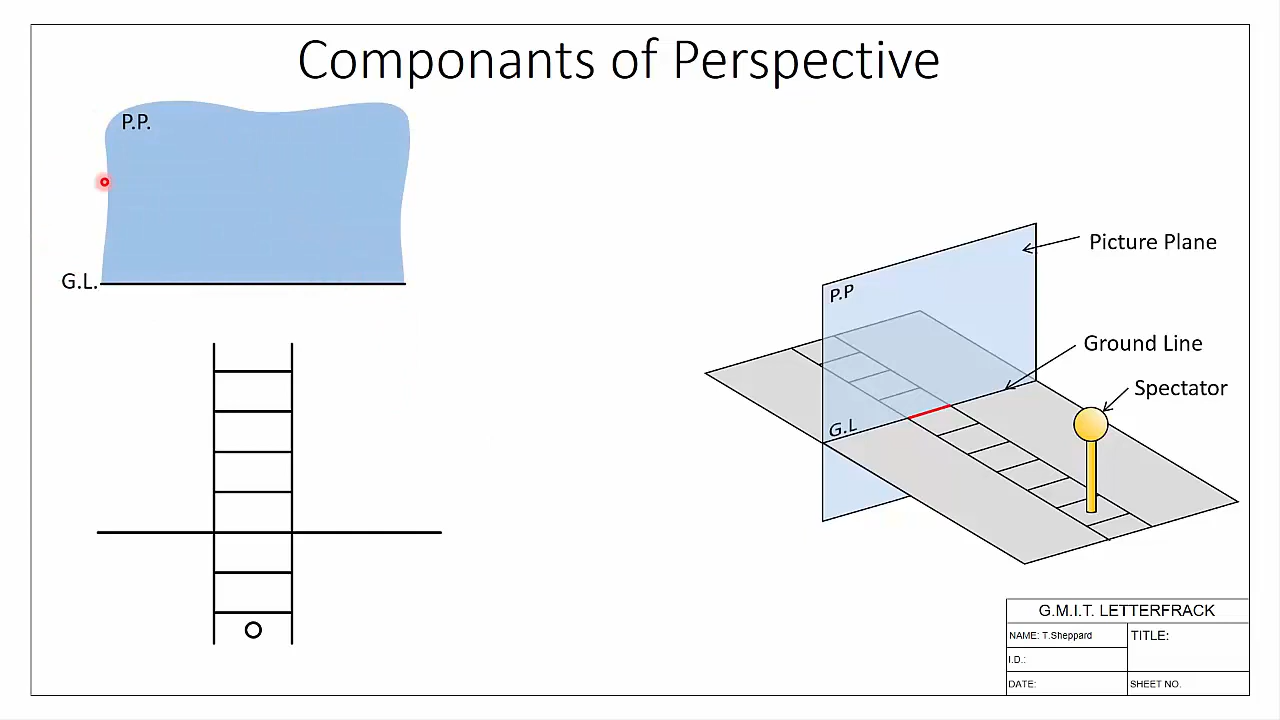 Componants of Perspective
P.P.
G.L.
Picture Plane
P.P
Ground Line
Spectator
G.L
G.M.I.T. LETTERFRACK
NAME: T.Sheppard
TITLE:
I.D.:
DATE:
SHEET NO.